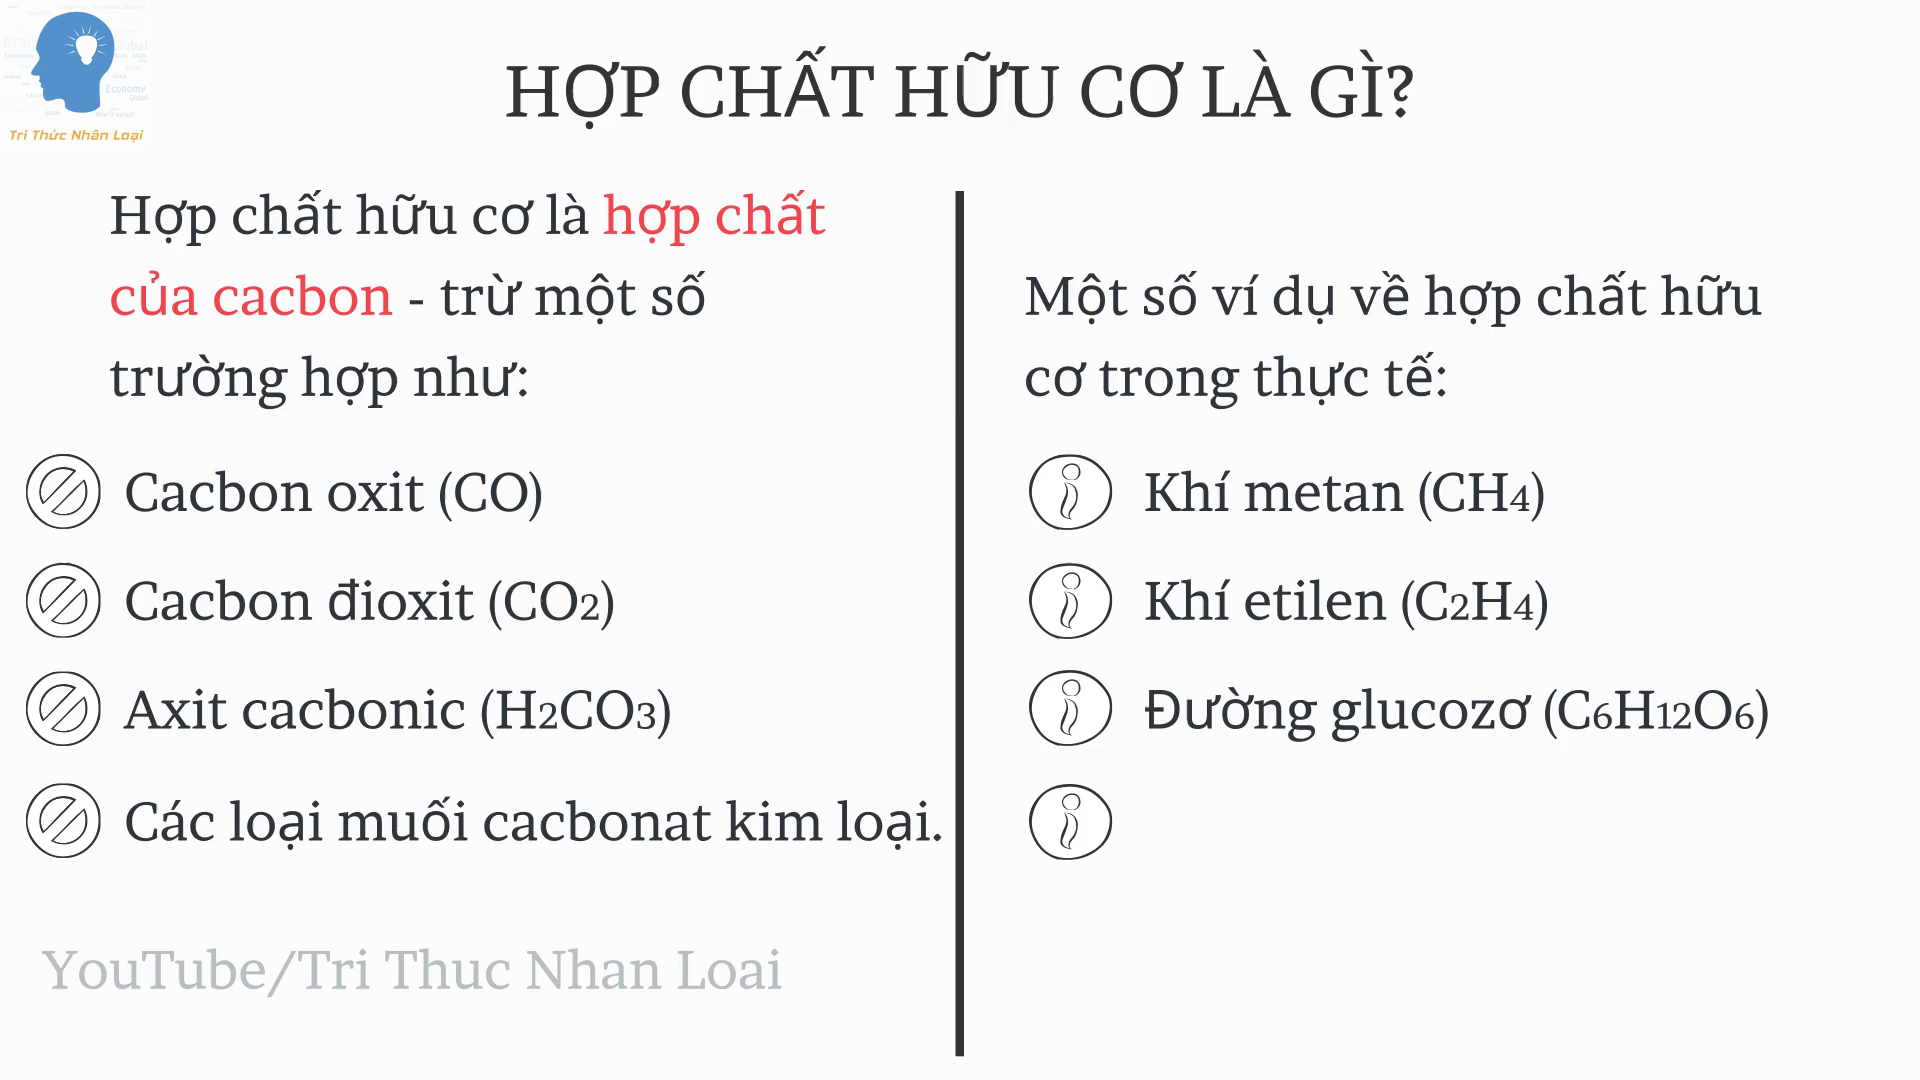 Tri Thức Nhân Loại
HỢP CHẤT HỮU CƠ LÀ GÌ?
Hợp chất hữu cơ là hợp chất
của cacbon - trừ một số
trường hợp như:
Cacbon oxit (CO)
Cacbon đioxit (CO2)
Axit cacbonic (H2CO3)
Các loại muối cacbonat kim loại.
YouTube/Tri Thuc Nhan Loai
Một số ví dụ về hợp chất hữu
cơ trong thực tế:
Khí metan (CH4)
Khí etilen (C2H4)
Đường glucozơ (C6H12O6)